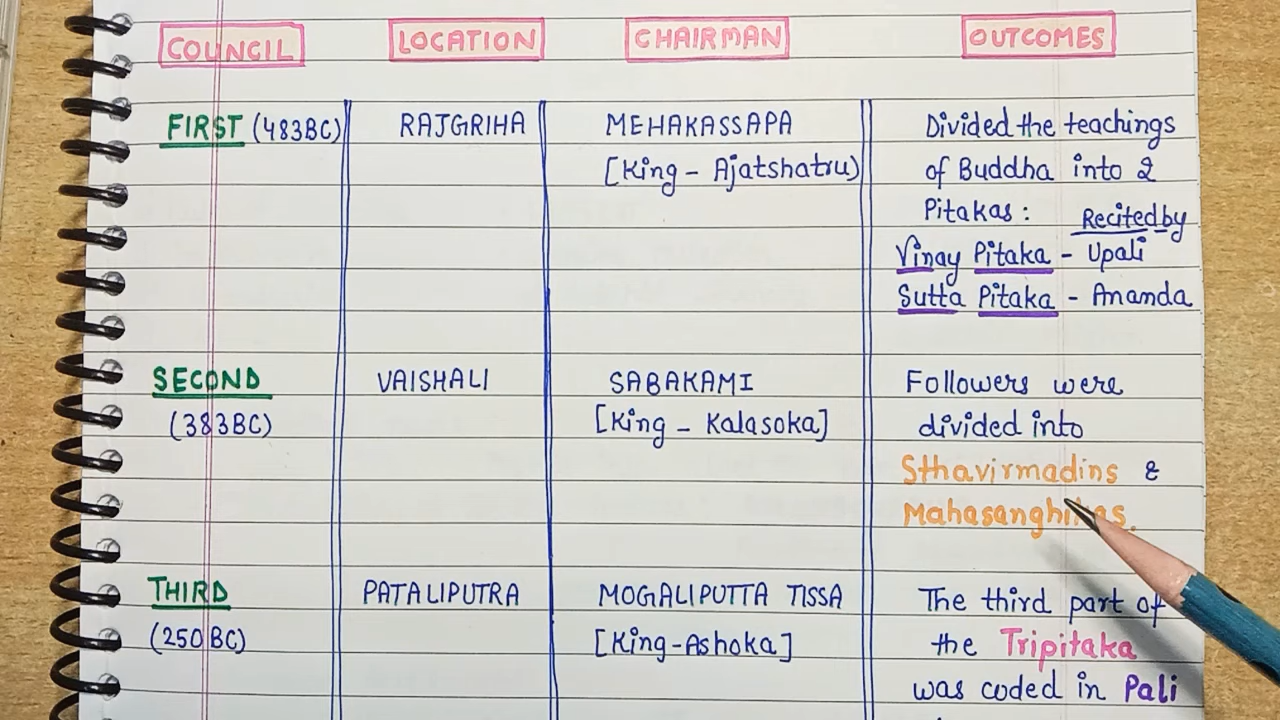 COUNCIL LOCATION CHAIRMAN OUTCOMES
FIRST (483BC) RAJGRIHA MEHAKASSAPA Divided the teachings
[King - Ajatshatru) of Buddha into 2
Pitakas: Recited by
Vinay Pitaka - Upali
Sutta Pitaka - Ananda
SECOND VAISHALI SABAKAMI Followers were
(383BC) [King - Kalasoka] divided into
Sthavirmadins &
Mahasanghikas.
THIRD PATALIPUTRA MOGALIPUTTA TISSA The third part of
(250BC) [King-Ashoka] the Tripitaka
was coded in Pali